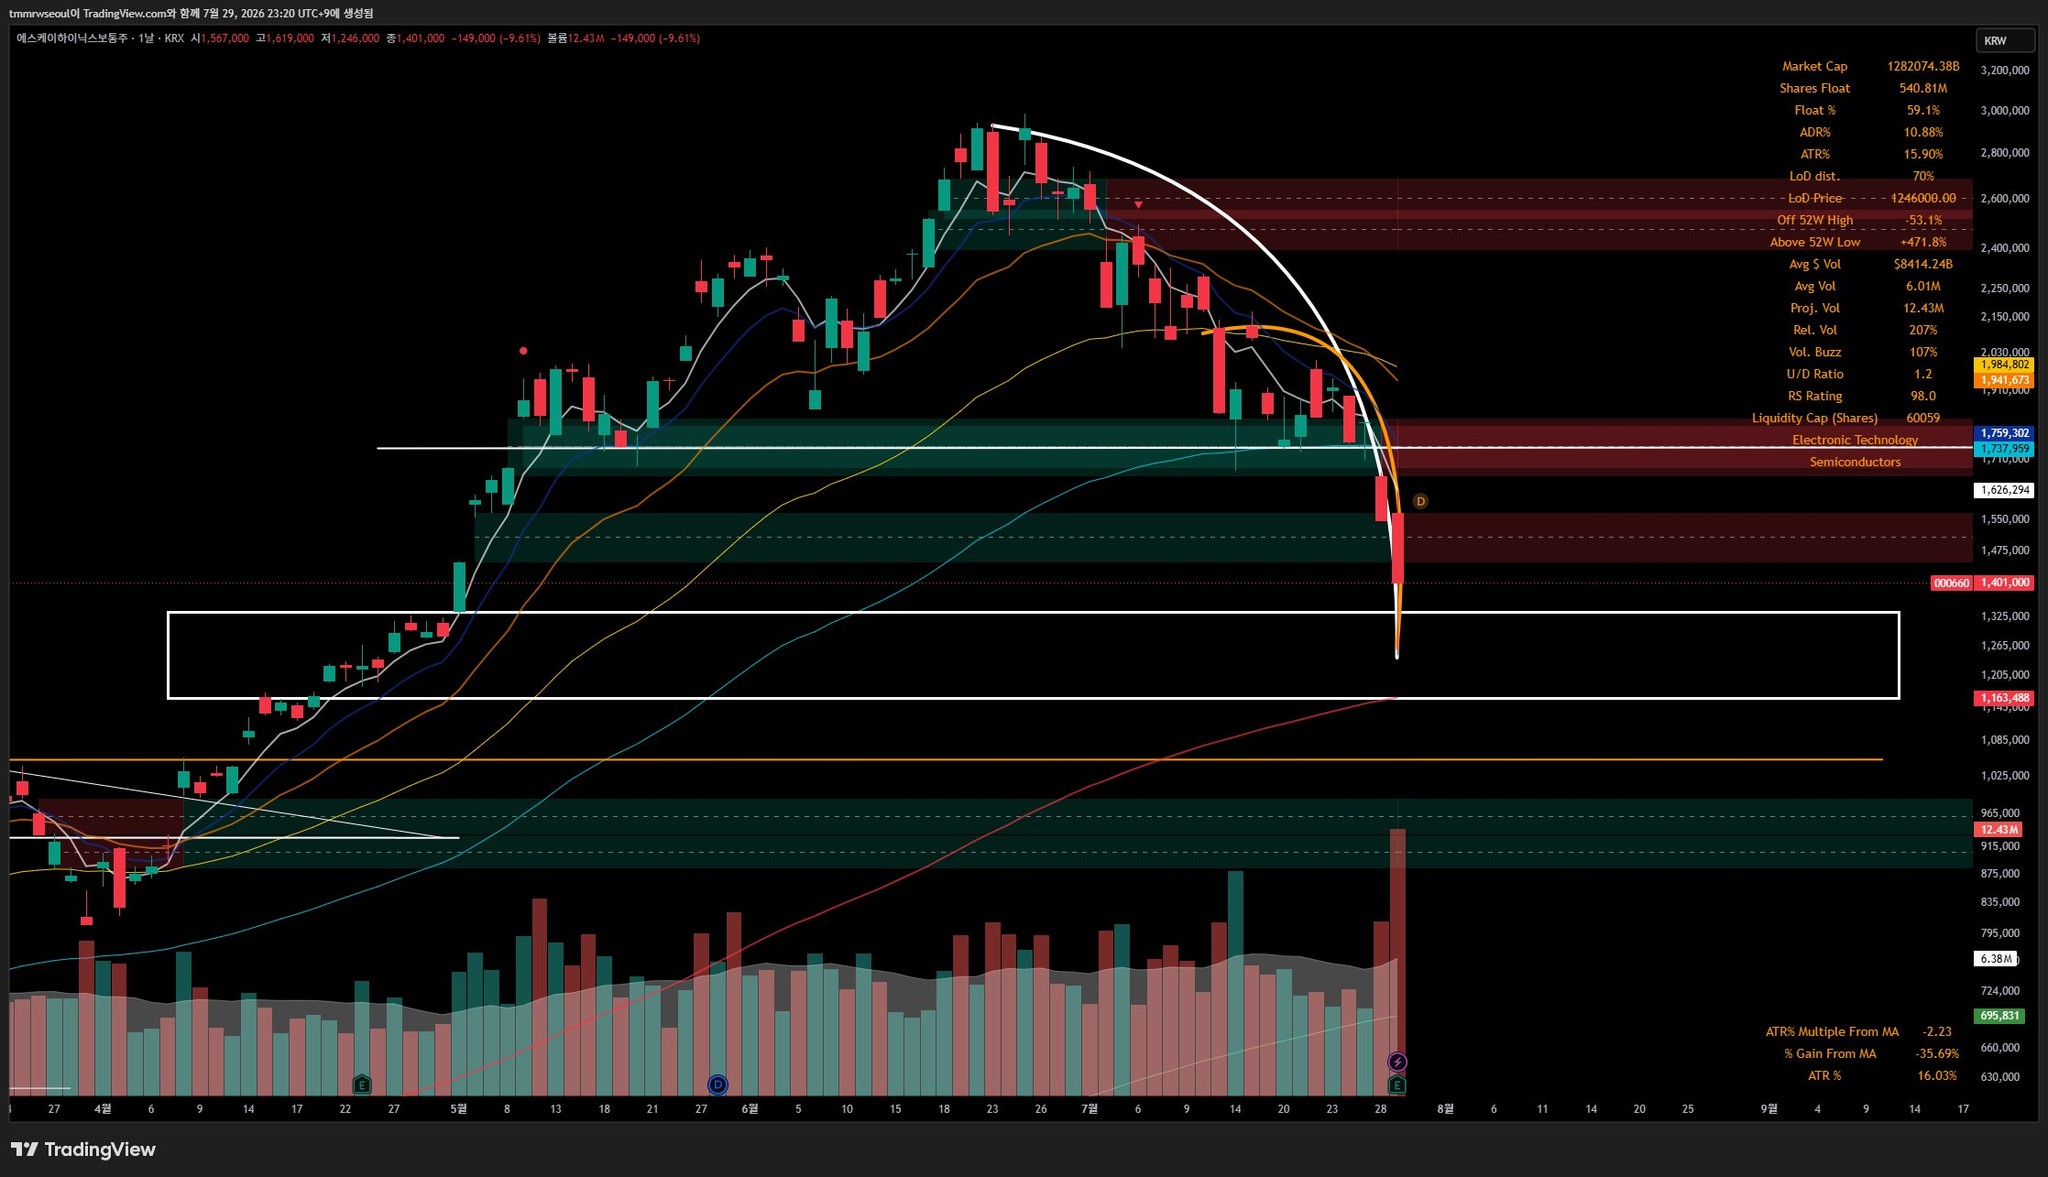 tmmrwseoul이 TradingView.com와 함께 7월 29, 2026 23:20 UTC+9에 생성됨
에스케이하이닉스보통주 · 1날 · KRX 시1,567,000 고1,619,000 저1,246,000 종1,401,000 −149,000 (−9.61%) 볼륨12.43M −149,000 (−9.61%)
KRW
3,200,000
3,000,000
2,800,000
2,600,000
2,400,000
2,250,000
2,150,000
2,030,000
1,984,802
1,941,673
1,910,000
1,759,302
1,737,959
1,710,000
1,626,294
1,550,000
1,475,000
000660 1,401,000
1,325,000
1,265,000
1,205,000
1,163,488
1,145,000
1,085,000
1,025,000
965,000
12.43M
915,000
875,000
835,000
795,000
6.38M
724,000
695,831
660,000
630,000
Market Cap 1282074.38B
Shares Float 540.81M
Float % 59.1%
ADR% 10.88%
ATR% 15.90%
LoD dist. 70%
LoD Price 1246000.00
Off 52W High -53.1%
Above 52W Low +471.8%
Avg $ Vol $8414.24B
Avg Vol 6.01M
Proj. Vol 12.43M
Rel. Vol 207%
Vol. Buzz 107%
U/D Ratio 1.2
RS Rating 98.0
Liquidity Cap (Shares) 60059
Electronic Technology
Semiconductors
D
ATR% Multiple From MA -2.23
% Gain From MA -35.69%
ATR % 16.03%
E D E
27 4월 6 9 14 17 22 27 5월 8 13 18 21 27 6월 5 10 15 18 23 26 7월 6 9 14 20 23 28 8월 6 11 14 20 25 9월 4 9 14 17
TradingView